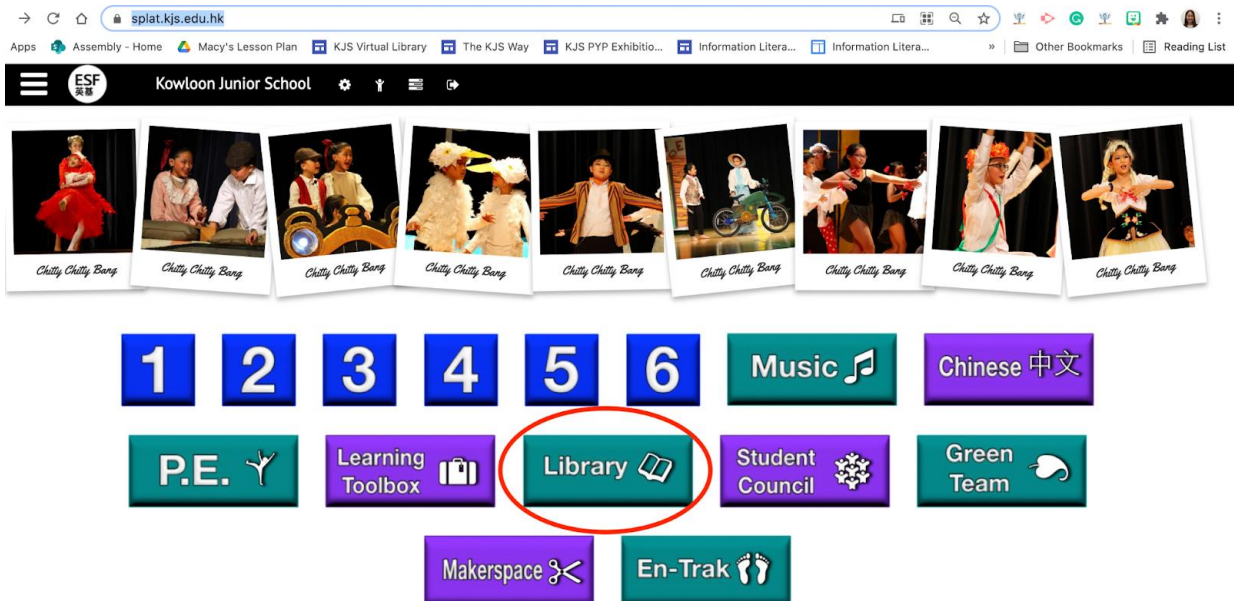 splat.kjs.edu.hk
Apps Assembly - Home Macy's Lesson Plan KJS Virtual Library The KJS Way KJS PYP Exhibitio... Information Litera... Information Litera... » Other Bookmarks Reading List
ESF
英基
Kowloon Junior School
Chitty Chitty Bang Chitty Chitty Bang Chitty Chitty Bang Chitty Chitty Bang Chitty Chitty Bang Chitty Chitty Bang Chitty Chitty Bang Chitty Chitty Bang Chitty Chitty Bang
1 2 3 4 5 6 Music Chinese 中文
P.E.
Learning
Toolbox
Library
Student
Council
Green
Team
Makerspace En-Trak